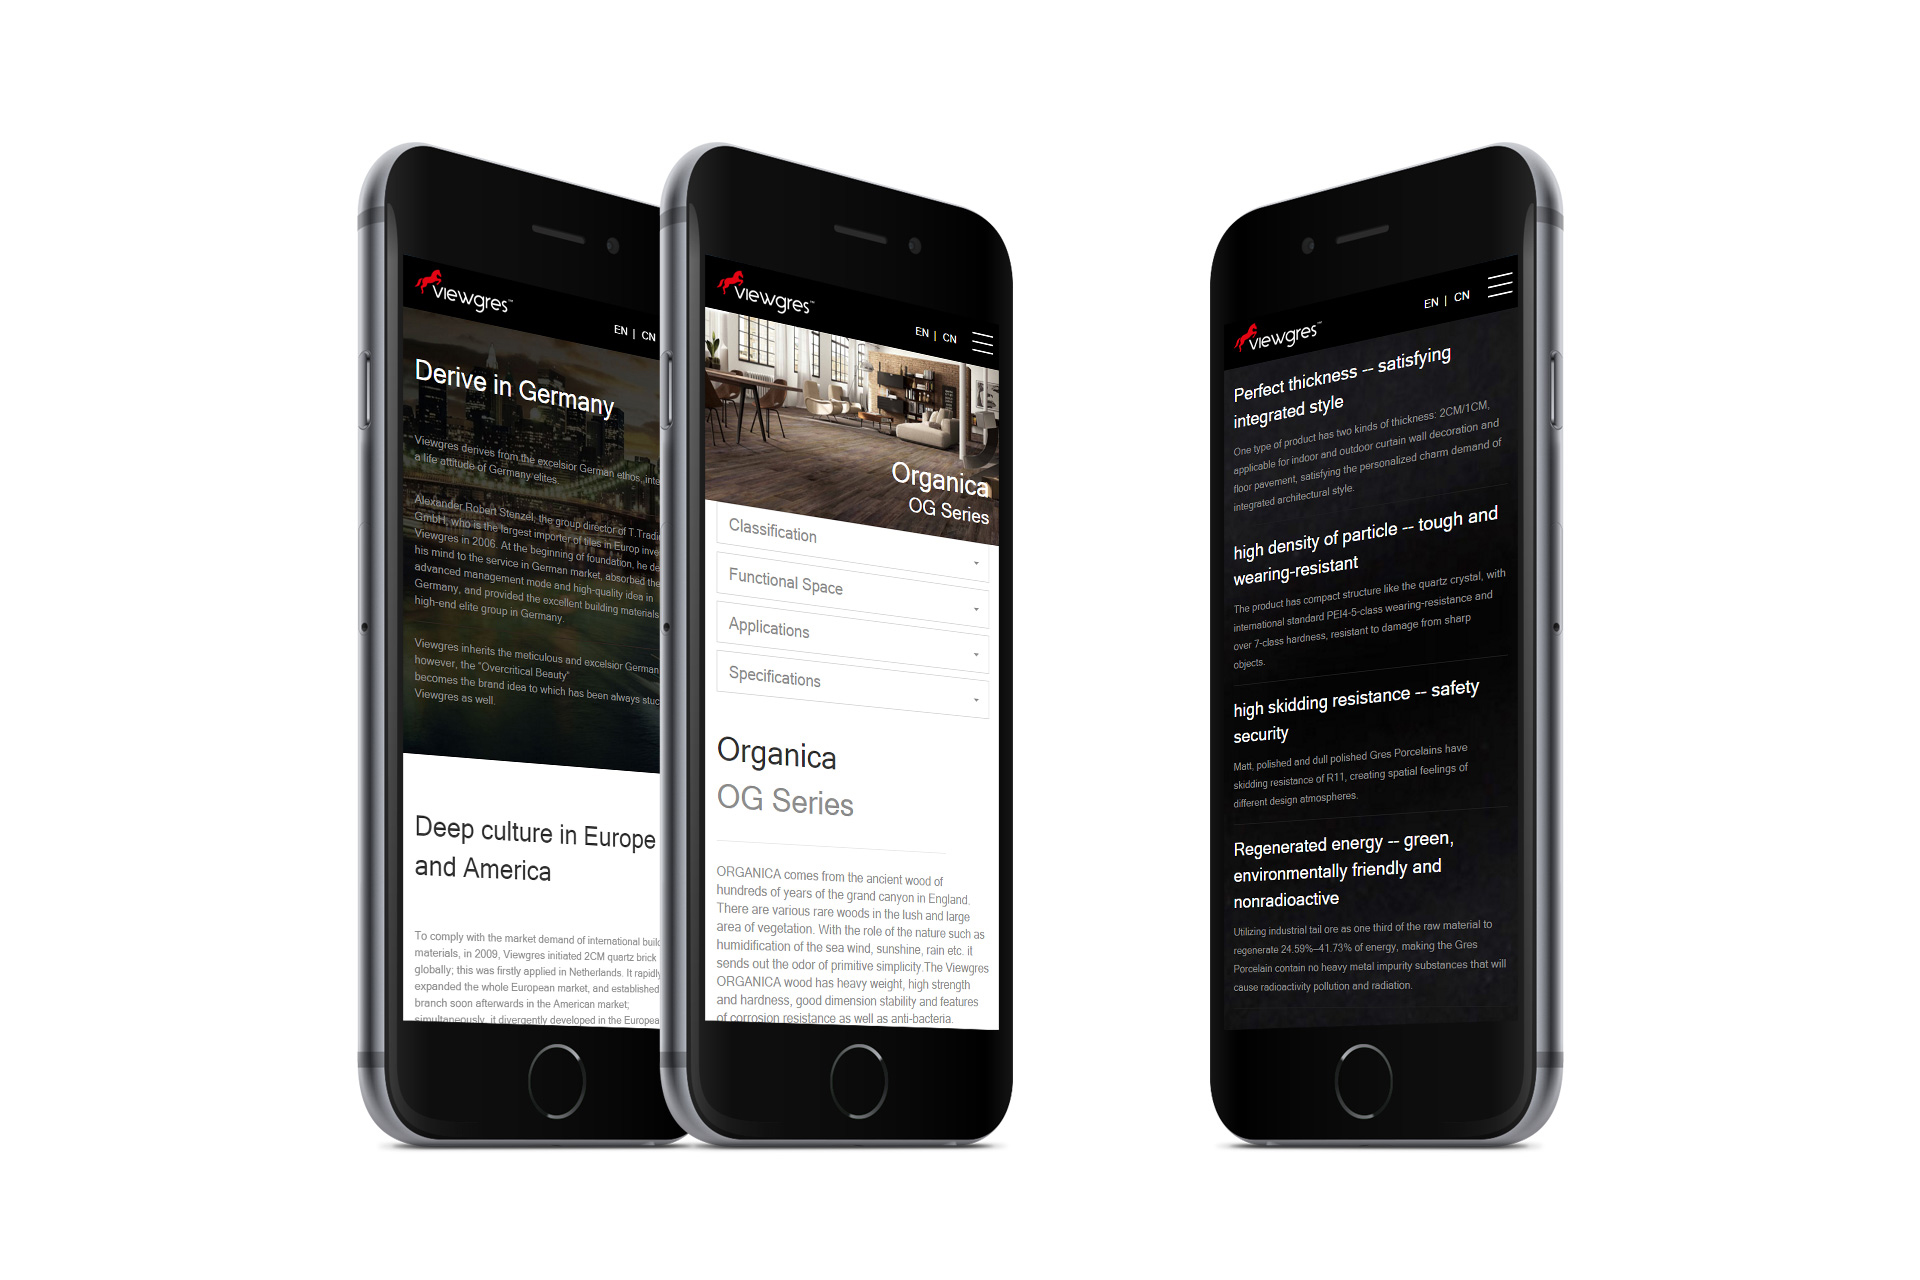 viewgres™
EN | CN
Derive in Germany
Viewgres derives from the excelsior German ethos, inte
a life attitude of Germany elites.
Alexander Robert Stenzel, the group director of T.Tradi
GmbH, who is the largest importer of tiles in Europ inve
Viewgres in 2006. At the beginning of foundation, he de
his mind to the service in German market, absorbed the
advanced management mode and high-quality idea in
Germany, and provided the excellent building materials
high-end elite group in Germany.
Viewgres inherits the meticulous and excelsior German
however, the "Overcritical Beauty"
becomes the brand idea to which has been always stuc
Viewgres as well.
Deep culture in Europe
and America
To comply with the market demand of international build
materials, in 2009, Viewgres initiated 2CM quartz brick
globally; this was firstly applied in Netherlands. It rapidly
expanded the whole European market, and established
branch soon afterwards in the American market;
simultaneously, it divergently developed in the European
viewgres™
EN | CN
Organica
OG Series
Classification
Functional Space
Applications
Specifications
Organica
OG Series
ORGANICA comes from the ancient wood of
hundreds of years of the grand canyon in England.
There are various rare woods in the lush and large
area of vegetation. With the role of the nature such as
humidification of the sea wind, sunshine, rain etc. it
sends out the odor of primitive simplicity.The Viewgres
ORGANICA wood has heavy weight, high strength
and hardness, good dimension stability and features
of corrosion resistance as well as anti-bacteria.
EN | CN
viewgres™
Perfect thickness -- satisfying
integrated style
One type of product has two kinds of thickness: 2CM/1CM,
applicable for indoor and outdoor curtain wall decoration and
floor pavement, satisfying the personalized charm demand of
integrated architectural style.
high density of particle -- tough and
wearing-resistant
The product has compact structure like the quartz crystal, with
international standard PEI4-5-class wearing-resistance and
over 7-class hardness, resistant to damage from sharp
objects.
high skidding resistance -- safety
security
Matt, polished and dull polished Gres Porcelains have
skidding resistance of R11, creating spatial feelings of
different design atmospheres.
Regenerated energy -- green,
environmentally friendly and
nonradioactive
Utilizing industrial tail ore as one third of the raw material to
regenerate 24.59%–41.73% of energy, making the Gres
Porcelain contain no heavy metal impurity substances that will
cause radioactivity pollution and radiation.